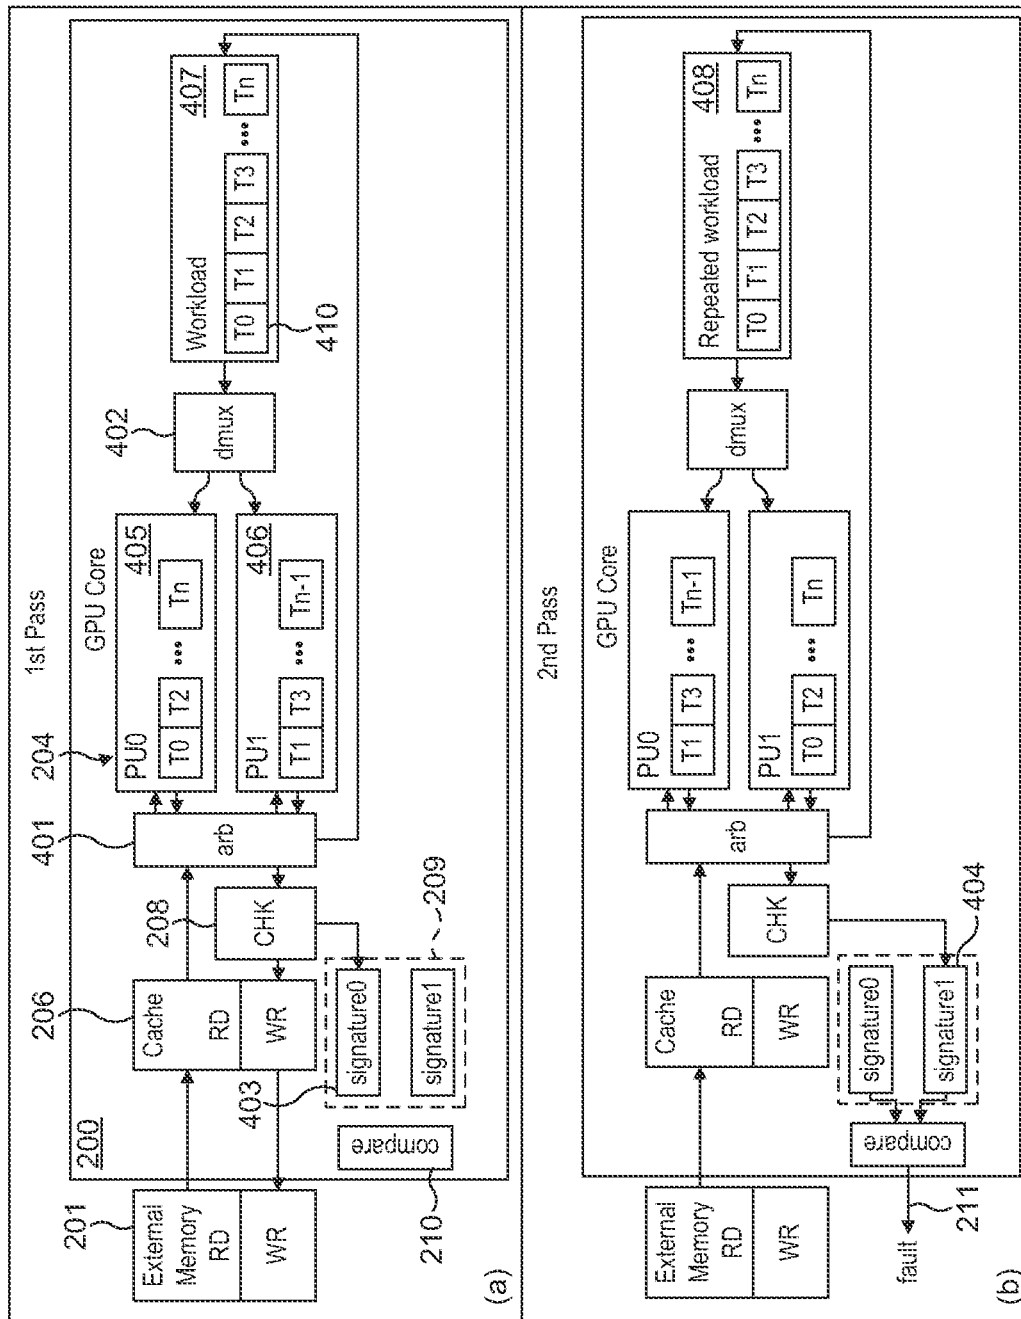 1st Pass
200
201
External
Memory
RD
WR
206
Cache
RD
WR
208
CHK
403
signature0
signature1
209
compare
210
401
arb
204
GPU Core
PU0
405
T0 T2 ••• Tn
PU1
406
T1 T3 ••• Tn-1
402
dmux
Workload
407
T0 T1 T2 T3 ••• Tn
410
(a)
2nd Pass
External
Memory
RD
WR
Cache
RD
WR
CHK
signature0
signature1
404
compare
211
fault
arb
GPU Core
PU0
T1 T3 ••• Tn-1
PU1
T0 T2 ••• Tn
dmux
Repeated workload
408
T0 T1 T2 T3 ••• Tn
(b)